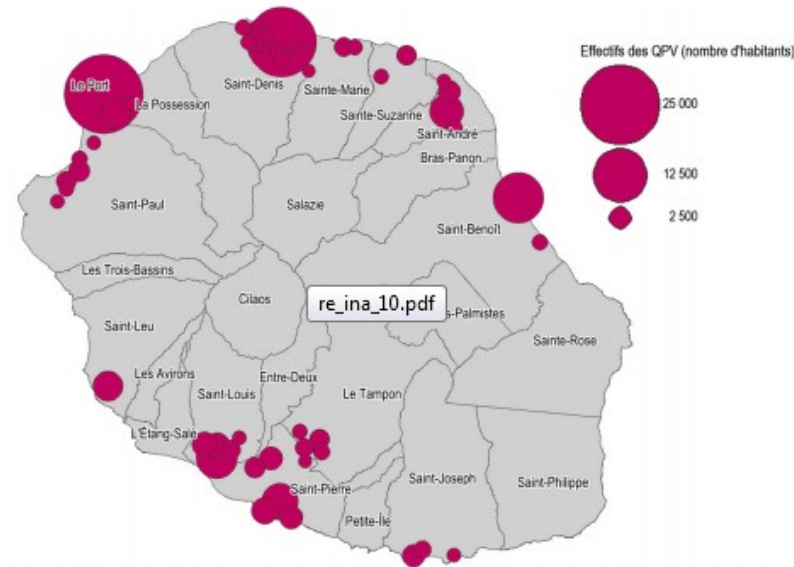 Effectifs des QPV (nombre d'habitants)
25 000
12 500
2 500
Le Port
La Possession
Saint-Denis
Sainte-Marie
Sainte-Suzanne
Saint-André
Bras-Panon
Saint-Paul
Salazie
Saint-Benoît
Les Trois-Bassins
Cilaos
re_ina_10.pdf
s-Palmistes
Saint-Leu
Sainte-Rose
Les Avirons
Saint-Louis
Entre-Deux
Le Tampon
L'Étang-Salé
Saint-Pierre
Saint-Joseph
Saint-Philippe
Petite-Île